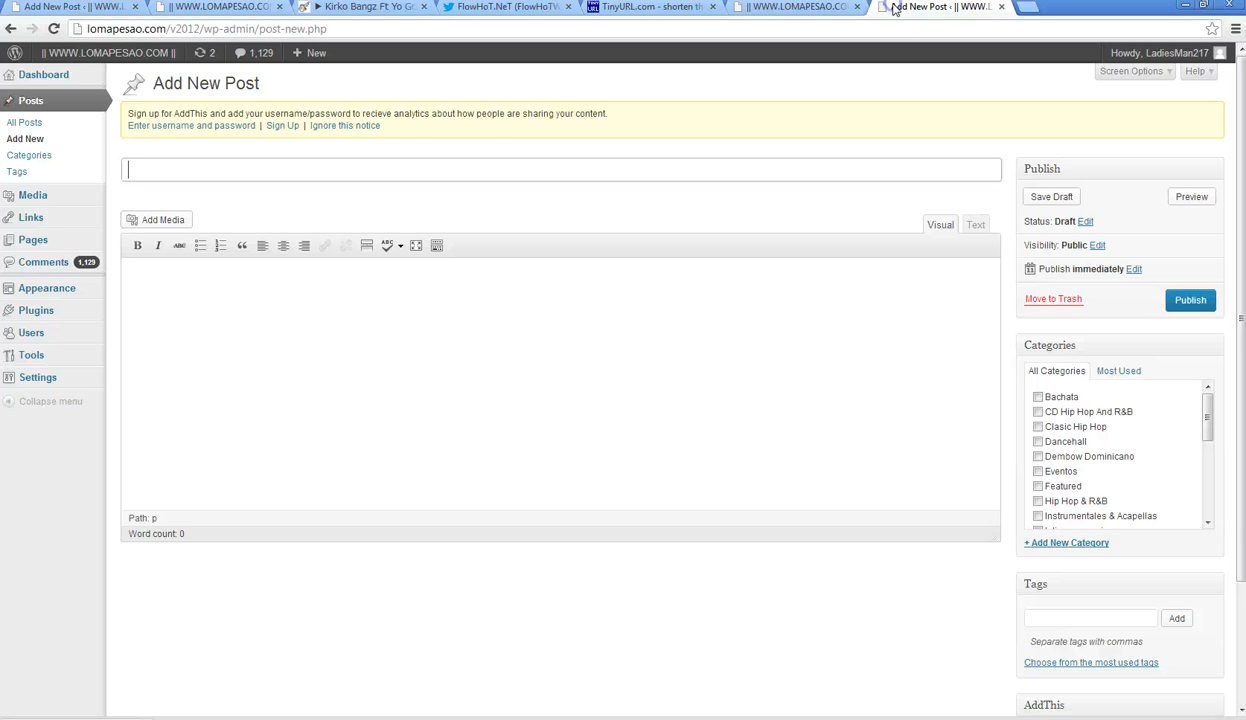 Add New Post ‹ || WWW.L
|| WWW.LOMAPESAO.CO
▶ Kirko Bangz Ft Yo Go
FlowHoT.NeT (FlowHoTW
TinyURL.com - shorten th
|| WWW.LOMAPESAO.CO
Add New Post ‹ || WWW.L
lomapesao.com/v2012/wp-admin/post-new.php
|| WWW.LOMAPESAO.COM ||
2
1,129
+ New
Howdy, LadiesMan217
Dashboard
Posts
All Posts
Add New
Categories
Tags
Media
Links
Pages
Comments 1,129
Appearance
Plugins
Users
Tools
Settings
Collapse menu
Screen Options
Help
Add New Post
Sign up for AddThis and add your username/password to recieve analytics about how people are sharing your content.
Enter username and password | Sign Up | Ignore this notice
Add Media
Visual
Text
B I ABC
ABC
Path: p
Word count: 0
Publish
Save Draft
Preview
Status: Draft Edit
Visibility: Public Edit
Publish immediately Edit
Move to Trash
Publish
Categories
All Categories
Most Used
Bachata
CD Hip Hop And R&B
Clasic Hip Hop
Dancehall
Dembow Dominicano
Eventos
Featured
Hip Hop & R&B
Instrumentales & Acapellas
+ Add New Category
Tags
Add
Separate tags with commas
Choose from the most used tags
AddThis